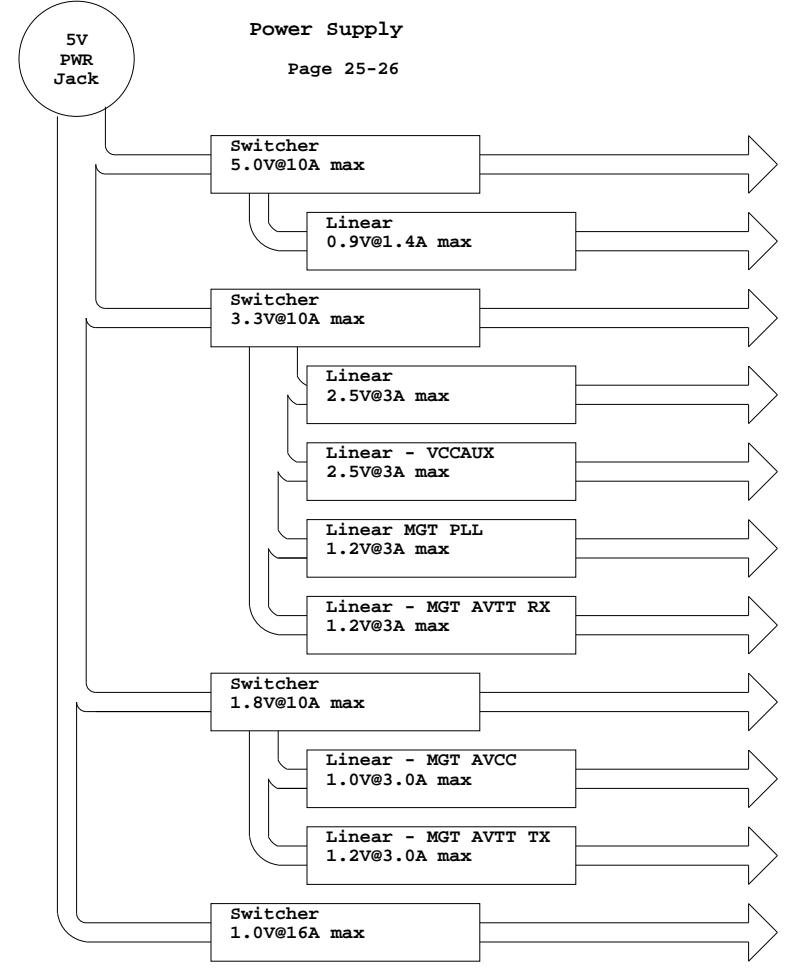 5V
PWR
Jack
Power Supply
Page 25-26
Switcher
5.0V@10A max
Linear
0.9V@1.4A max
Switcher
3.3V@10A max
Linear
2.5V@3A max
Linear - VCCAUX
2.5V@3A max
Linear MGT PLL
1.2V@3A max
Linear - MGT AVTT RX
1.2V@3A max
Switcher
1.8V@10A max
Linear - MGT AVCC
1.0V@3.0A max
Linear - MGT AVTT TX
1.2V@3.0A max
Switcher
1.0V@16A max